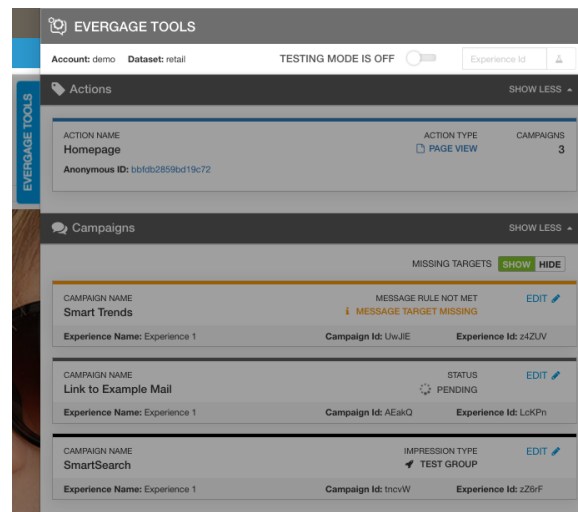 EVERGAGE TOOLS
Account: demo Dataset: retail TESTING MODE IS OFF Experience Id
EVERGAGE TOOLS
Actions SHOW LESS
ACTION NAME ACTION TYPE CAMPAIGNS
Homepage PAGE VIEW 3
Anonymous ID: bbfdb2859bd19c72
Campaigns SHOW LESS
MISSING TARGETS SHOW HIDE
CAMPAIGN NAME MESSAGE RULE NOT MET EDIT
Smart Trends MESSAGE TARGET MISSING
Experience Name: Experience 1 Campaign Id: UwJIE Experience Id: z4ZUV
CAMPAIGN NAME STATUS EDIT
Link to Example Mail PENDING
Experience Name: Experience 1 Campaign Id: AEakQ Experience Id: LcKPn
CAMPAIGN NAME IMPRESSION TYPE EDIT
SmartSearch TEST GROUP
Experience Name: Experience 1 Campaign Id: tncvW Experience Id: zZ6rF